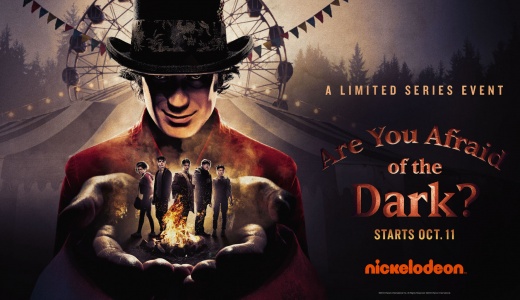 A LIMITED SERIES EVENT
Are You Afraid
of the
Dark?
STARTS OCT. 11
nickelodeon